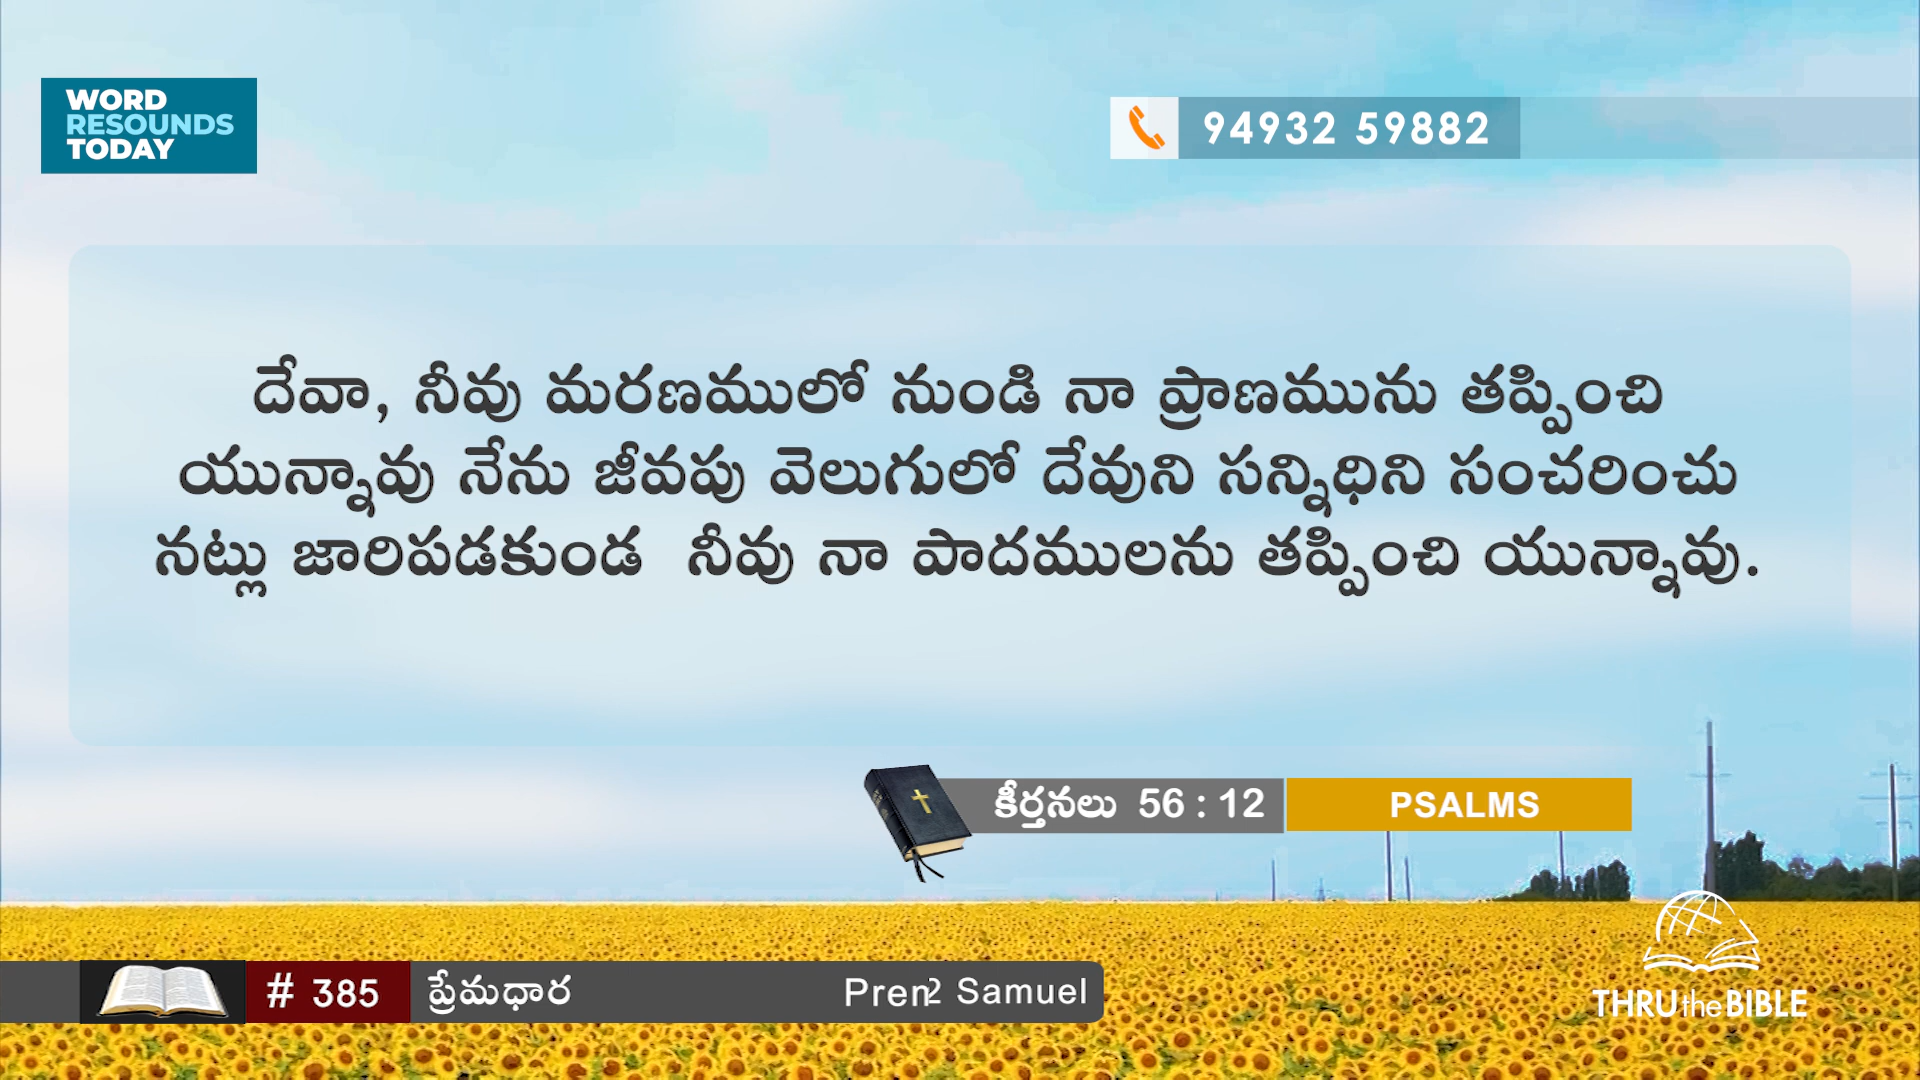 WORD
RESOUNDS
TODAY
94932 59882
దేవా, నీవు మరణములో నుండి నా ప్రాణమును తప్పించి
యున్నావు నేను జీవపు వెలుగులో దేవుని సన్నిధిని సంచరించు
నట్లు జారిపడకుండ నీవు నా పాదములను తప్పించి యున్నావు.
కీర్తనలు 56 : 12 PSALMS
# 385 ప్రేమధార 2 Samuel
THRU the BIBLE